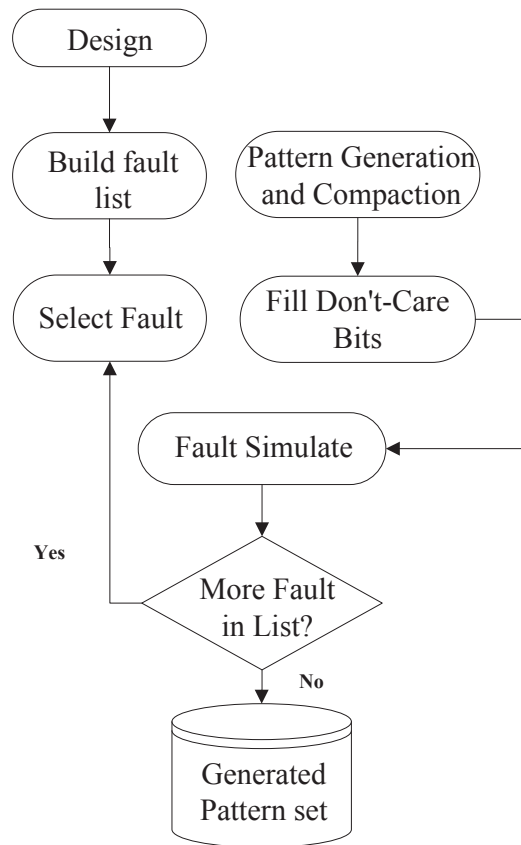 Design
Build fault
list
Select Fault
Pattern Generation
and Compaction
Fill Don't-Care
Bits
Fault Simulate
Yes
More Fault
in List?
No
Generated
Pattern set